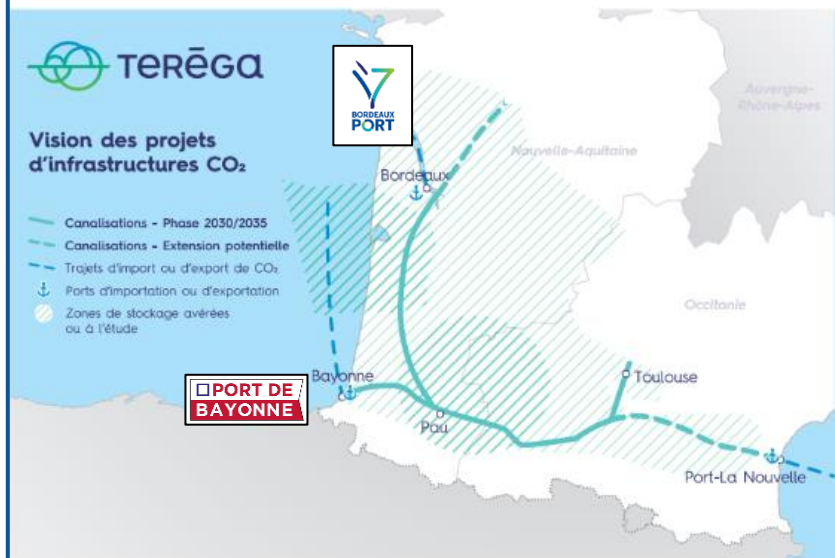 TERĒGA
BORDEAUX
PORT
Vision des projets
d'infrastructures CO₂
Canalisations - Phase 2030/2035
Canalisations - Extension potentielle
Trajets d'import ou d'export de CO₂
Ports d'importation ou d'exportation
Zones de stockage avérées
ou à l'étude
Auvergne-
Rhône-Alpes
Nouvelle-Aquitaine
Bordeaux
Occitanie
Bayonne
Toulouse
PORT DE
BAYONNE
Pau
Port-La Nouvelle